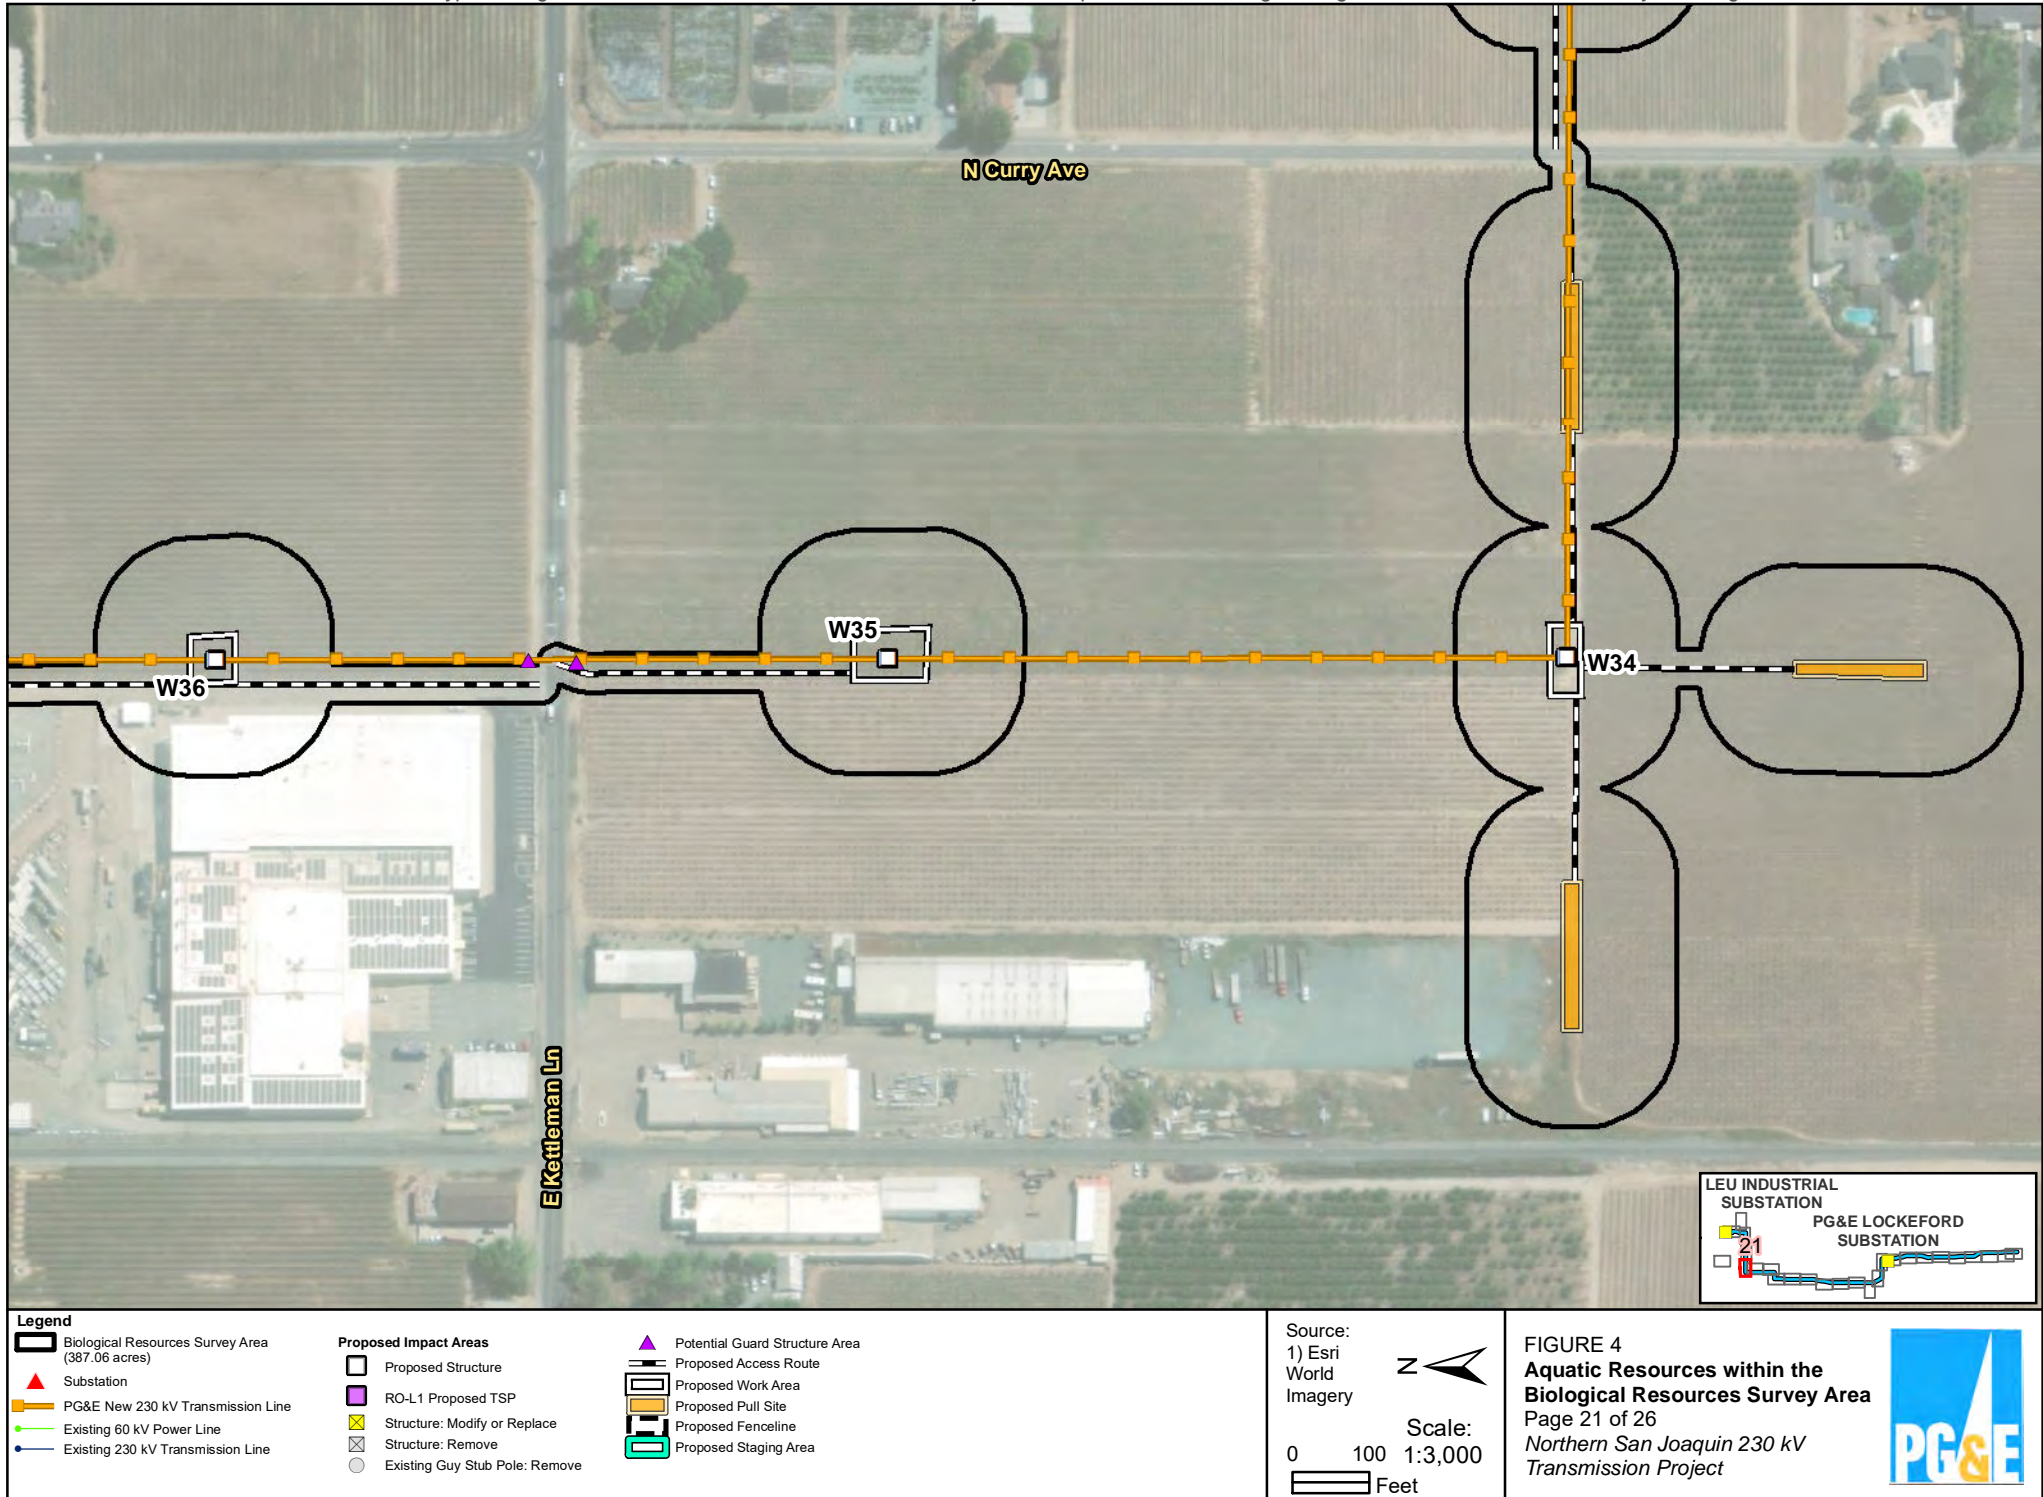 N Curry Ave
W35
W34
W36
E Kettleman Ln
LEU INDUSTRIAL
SUBSTATION
PG&E LOCKEFORD
SUBSTATION
21
Legend
Biological Resources Survey Area
(387.06 acres)
Substation
PG&E New 230 kV Transmission Line
Existing 60 kV Power Line
Existing 230 kV Transmission Line
Proposed Impact Areas
Proposed Structure
RO-L1 Proposed TSP
Structure: Modify or Replace
Structure: Remove
Existing Guy Stub Pole: Remove
Potential Guard Structure Area
Proposed Access Route
Proposed Work Area
Proposed Pull Site
Proposed Fenceline
Proposed Staging Area
Source:
1) Esri
World
Imagery
N
Scale:
1:3,000
0 100
Feet
FIGURE 4
Aquatic Resources within the
Biological Resources Survey Area
Page 21 of 26
Northern San Joaquin 230 kV
Transmission Project
PG&E